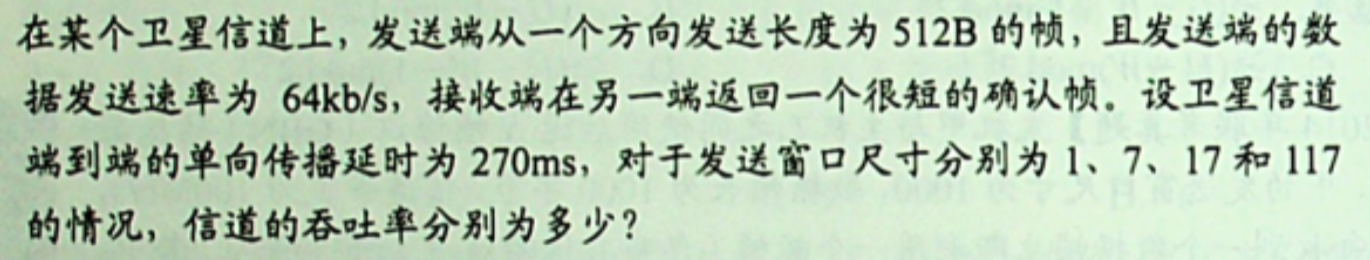 在某个卫星信道上，发送端从一个方向发送长度为 512B 的帧，且发送端的数
据发送速率为 64kb/s，接收端在另一端返回一个很短的确认帧。设卫星信道
端到端的单向传播延时为 270ms，对于发送窗口尺寸分别为 1、7、17 和 117
的情况，信道的吞吐率分别为多少？